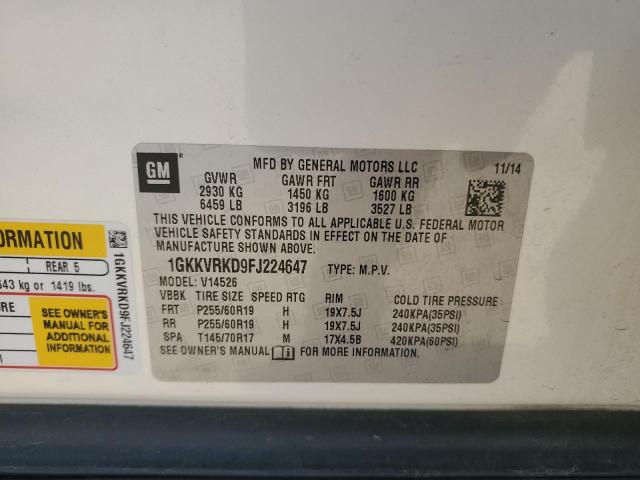 GM
MFD BY GENERAL MOTORS LLC 11/14
GVWR GAWR FRT GAWR RR
2930 KG 1450 KG 1600 KG
6459 LB 3196 LB 3527 LB
THIS VEHICLE CONFORMS TO ALL APPLICABLE U.S. FEDERAL MOTOR
VEHICLE SAFETY STANDARDS IN EFFECT ON THE DATE OF
MANUFACTURE SHOWN ABOVE.
1GKKVRKD9FJ224647 TYPE: M.P.V.
MODEL: V14526
VBBK TIRE SIZE SPEED RTG RIM COLD TIRE PRESSURE
FRT P255/60R19 H 19X7.5J 240KPA(35PSI)
RR P255/60R19 H 19X7.5J 240KPA(35PSI)
SPA T145/70R17 M 17X4.5B 420KPA(60PSI)
SEE OWNER'S MANUAL FOR MORE INFORMATION
ORMATION
REAR 5
643 kg or 1419 lbs.
SEE OWNER'S
MANUAL FOR
ADDITIONAL
INFORMATION
1GKKVRKD9FJ224647